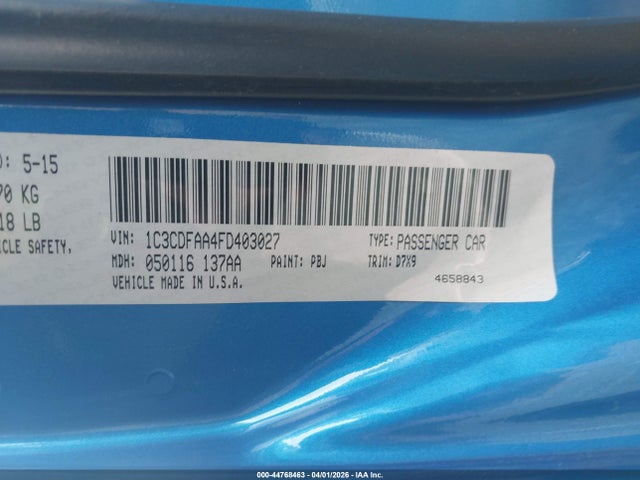 D: 5-15
70 KG
18 LB
ICLE SAFETY,
VIN: 1C3CDFAA4FD403027 TYPE: PASSENGER CAR
MDH: 050116 137AA PAINT: PBJ TRIM: D7X9
VEHICLE MADE IN U.S.A.
4658843
000-44768463 - 04/01/2026 - IAA Inc.